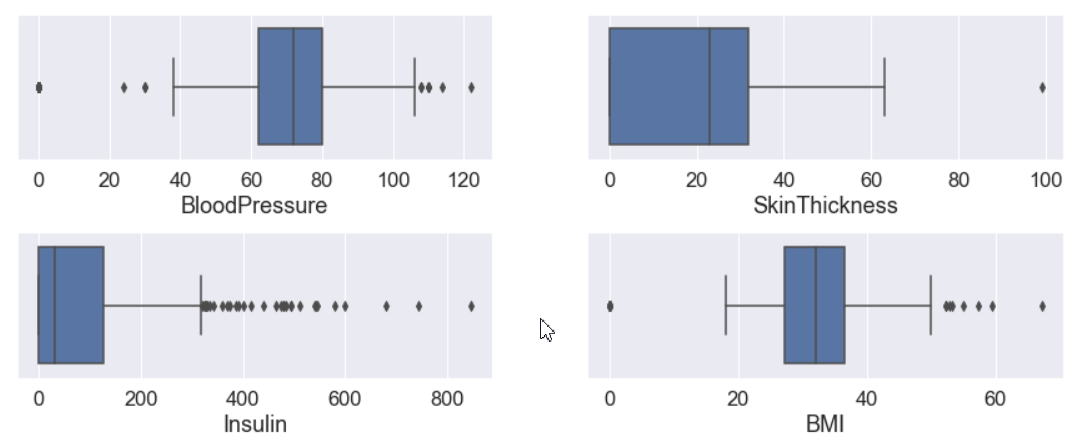 0 20 40 60 80 100 120
BloodPressure
0 20 40 60 80 100
SkinThickness
0 200 400 600 800
Insulin
0 20 40 60
BMI